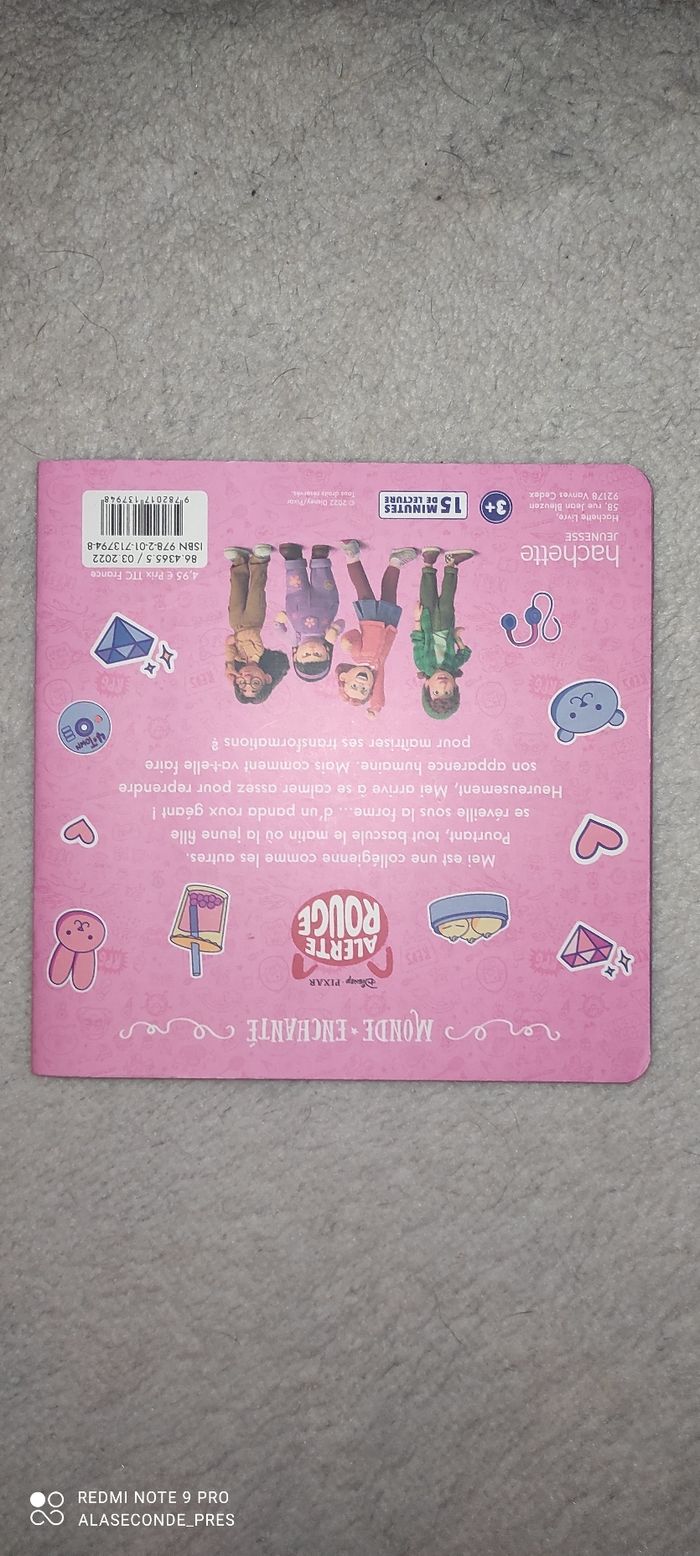 MONDE ★ ENCHANTÉ
Disney · PIXAR
ALERTE
ROUGE
Mei est une collégienne comme les autres.
Pourtant, tout bascule le matin où la jeune fille
se réveille sous la forme... d'un panda roux géant !
Heureusement, Mei arrive à se calmer assez pour reprendre
son apparence humaine. Mais comment va-t-elle faire
pour maîtriser ses transformations ?
4★TOWN
hachette
JEUNESSE
Hachette Livre,
58, rue Jean Bleuzen
92178 Vanves Cedex
3+
15 MINUTES
DE LECTURE
© 2022 Disney/Pixar
Tous droits réservés.
4,95 € Prix TTC France
86.4365.5 / 03.2022
ISBN 978-2-01-713794-8
9 782017 137948
REDMI NOTE 9 PRO
ALASECONDE_PRES